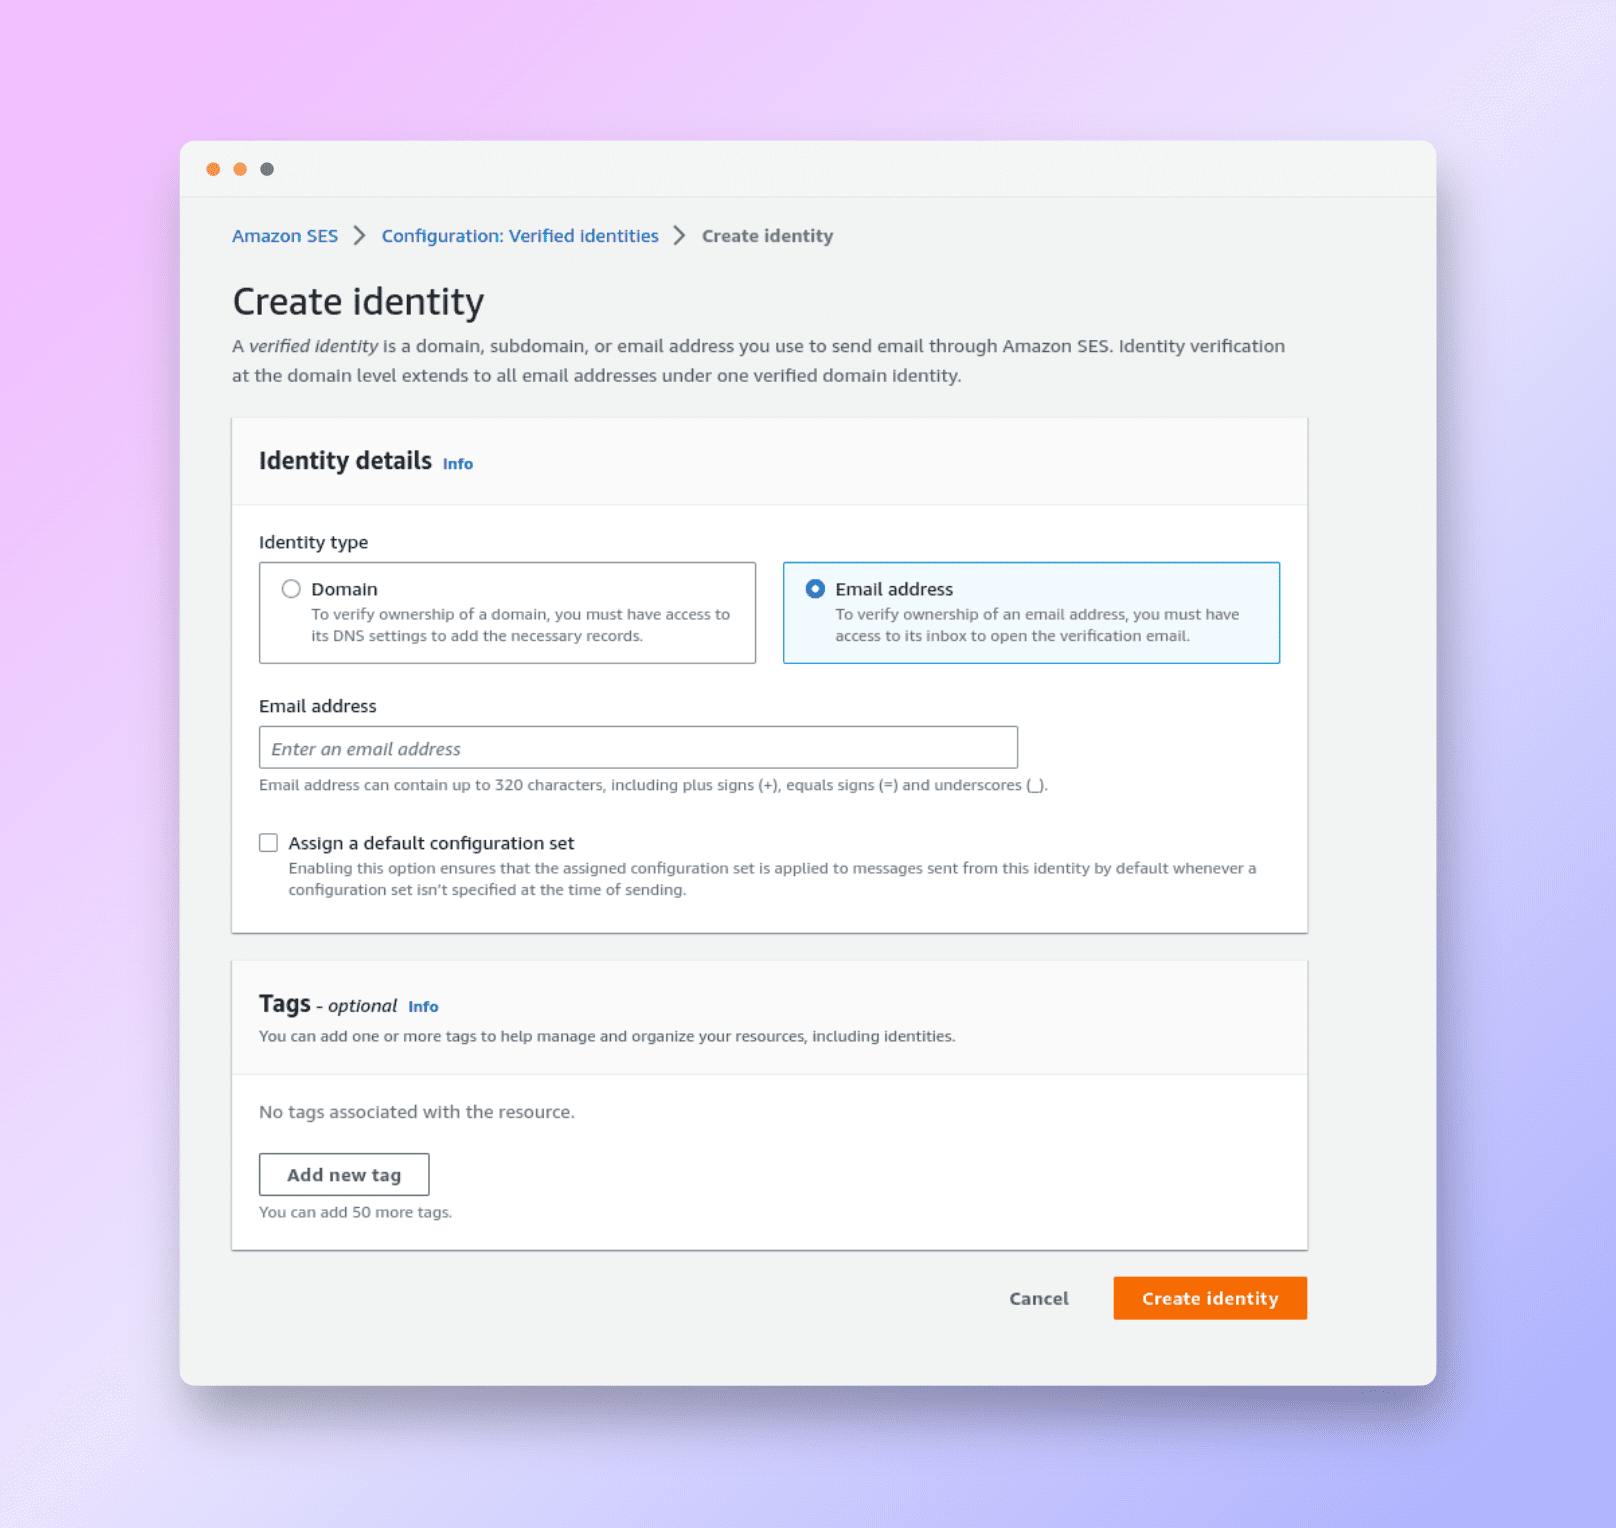 Amazon SES > Configuration: Verified identities > Create identity
Create identity
A verified identity is a domain, subdomain, or email address you use to send email through Amazon SES. Identity verification
at the domain level extends to all email addresses under one verified domain identity.
Identity details Info
Identity type
Domain
To verify ownership of a domain, you must have access to
its DNS settings to add the necessary records.
Email address
To verify ownership of an email address, you must have
access to its inbox to open the verification email.
Email address
Enter an email address
Email address can contain up to 320 characters, including plus signs (+), equals signs (=) and underscores (_).
Assign a default configuration set
Enabling this option ensures that the assigned configuration set is applied to messages sent from this identity by default whenever a
configuration set isn't specified at the time of sending.
Tags - optional Info
You can add one or more tags to help manage and organize your resources, including identities.
No tags associated with the resource.
Add new tag
You can add 50 more tags.
Cancel Create identity